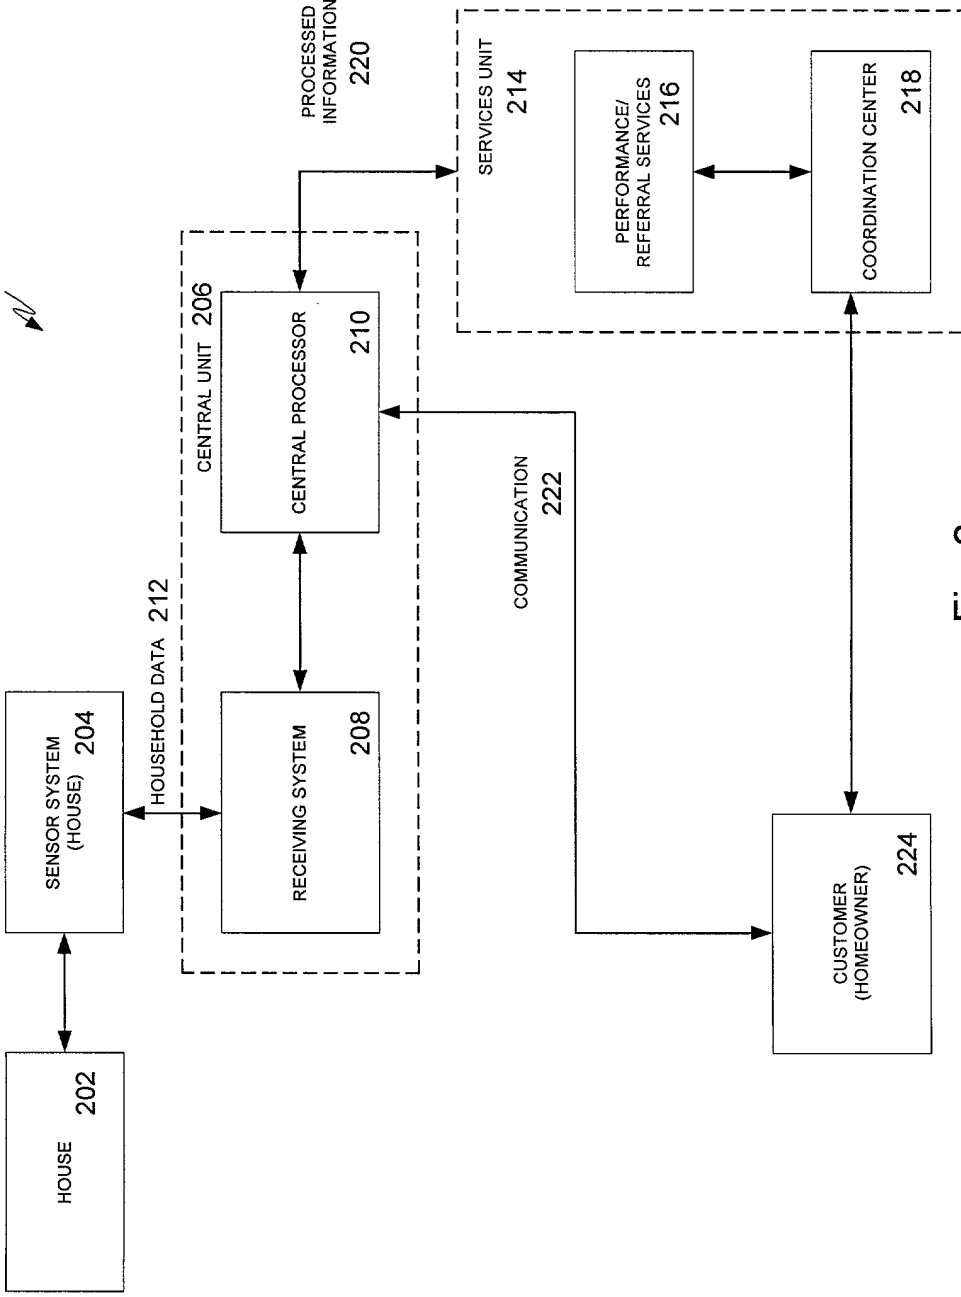 HOUSE
202
SENSOR SYSTEM
(HOUSE)
204
HOUSEHOLD DATA 212
RECEIVING SYSTEM
208
CENTRAL UNIT 206
CENTRAL PROCESSOR
210
PROCESSED
INFORMATION
220
COMMUNICATION
222
SERVICES UNIT
214
PERFORMANCE/
REFERRAL SERVICES
216
COORDINATION CENTER
218
CUSTOMER
(HOMEOWNER)
224